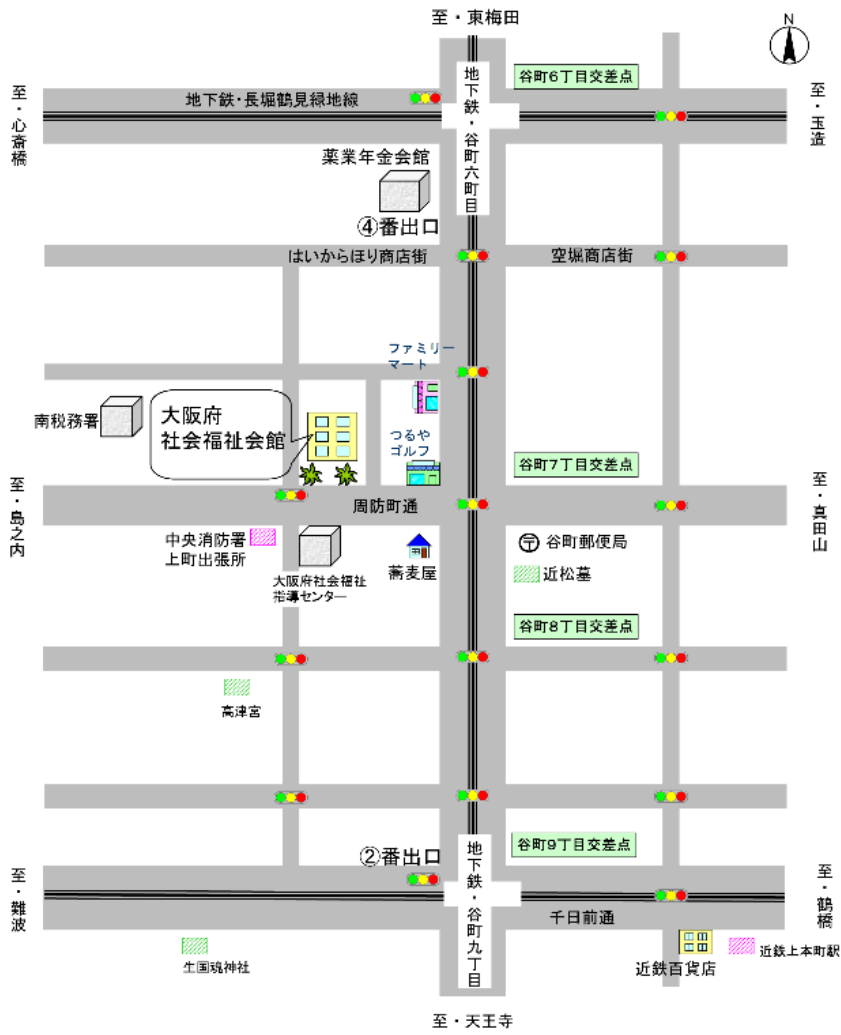 至・東梅田
N
谷町6丁目交差点
地下鉄・谷町六町目
至・心斎橋
地下鉄・長堀鶴見緑地線
至・玉造
薬業年金会館
④番出口
はいからほり商店街
空堀商店街
ファミリー
マート
南税務署
大阪府
社会福祉会館
つるや
ゴルフ
谷町7丁目交差点
至・島之内
周防町通
至・真田山
中央消防署
上町出張所
大阪府社会福祉
指導センター
蕎麦屋
〒谷町郵便局
近松墓
谷町8丁目交差点
高津宮
谷町9丁目交差点
②番出口
地下鉄・谷町九丁目
至・難波
至・鶴橋
千日前通
生国魂神社
近鉄百貨店
近鉄上本町駅
至・天王寺